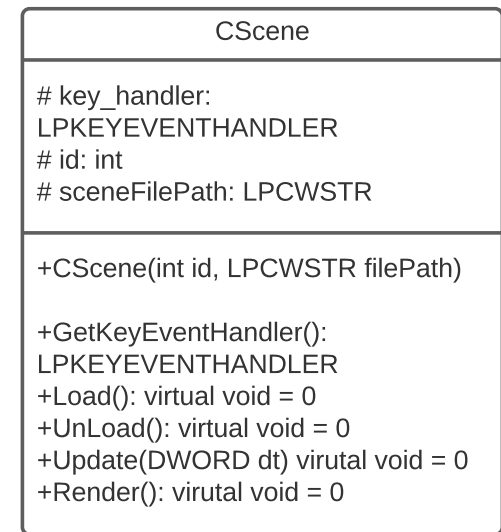 CScene
# key_handler:
LPKEYEVENTHANDLER
# id: int
# sceneFilePath: LPCWSTR
+CScene(int id, LPCWSTR filePath)
+GetKeyEventHandler():
LPKEYEVENTHANDLER
+Load(): virtual void = 0
+UnLoad(): virtual void = 0
+Update(DWORD dt) virutal void = 0
+Render(): virutal void = 0